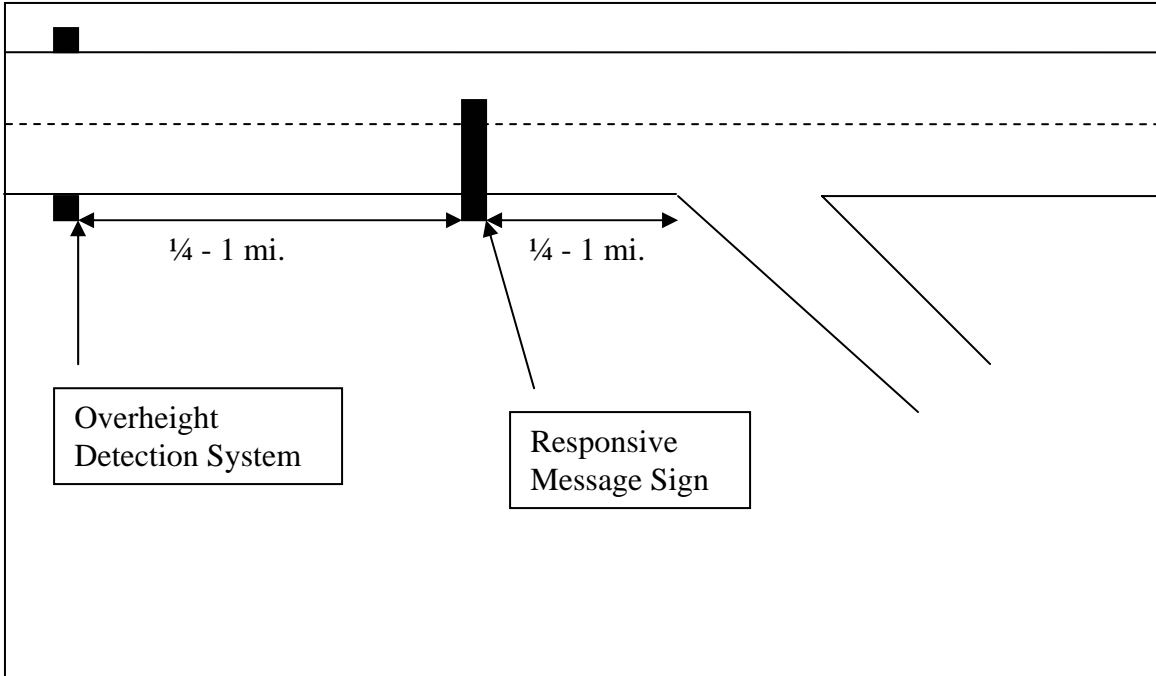 ¼ - 1 mi.
¼ - 1 mi.
Overheight
Detection System
Responsive
Message Sign